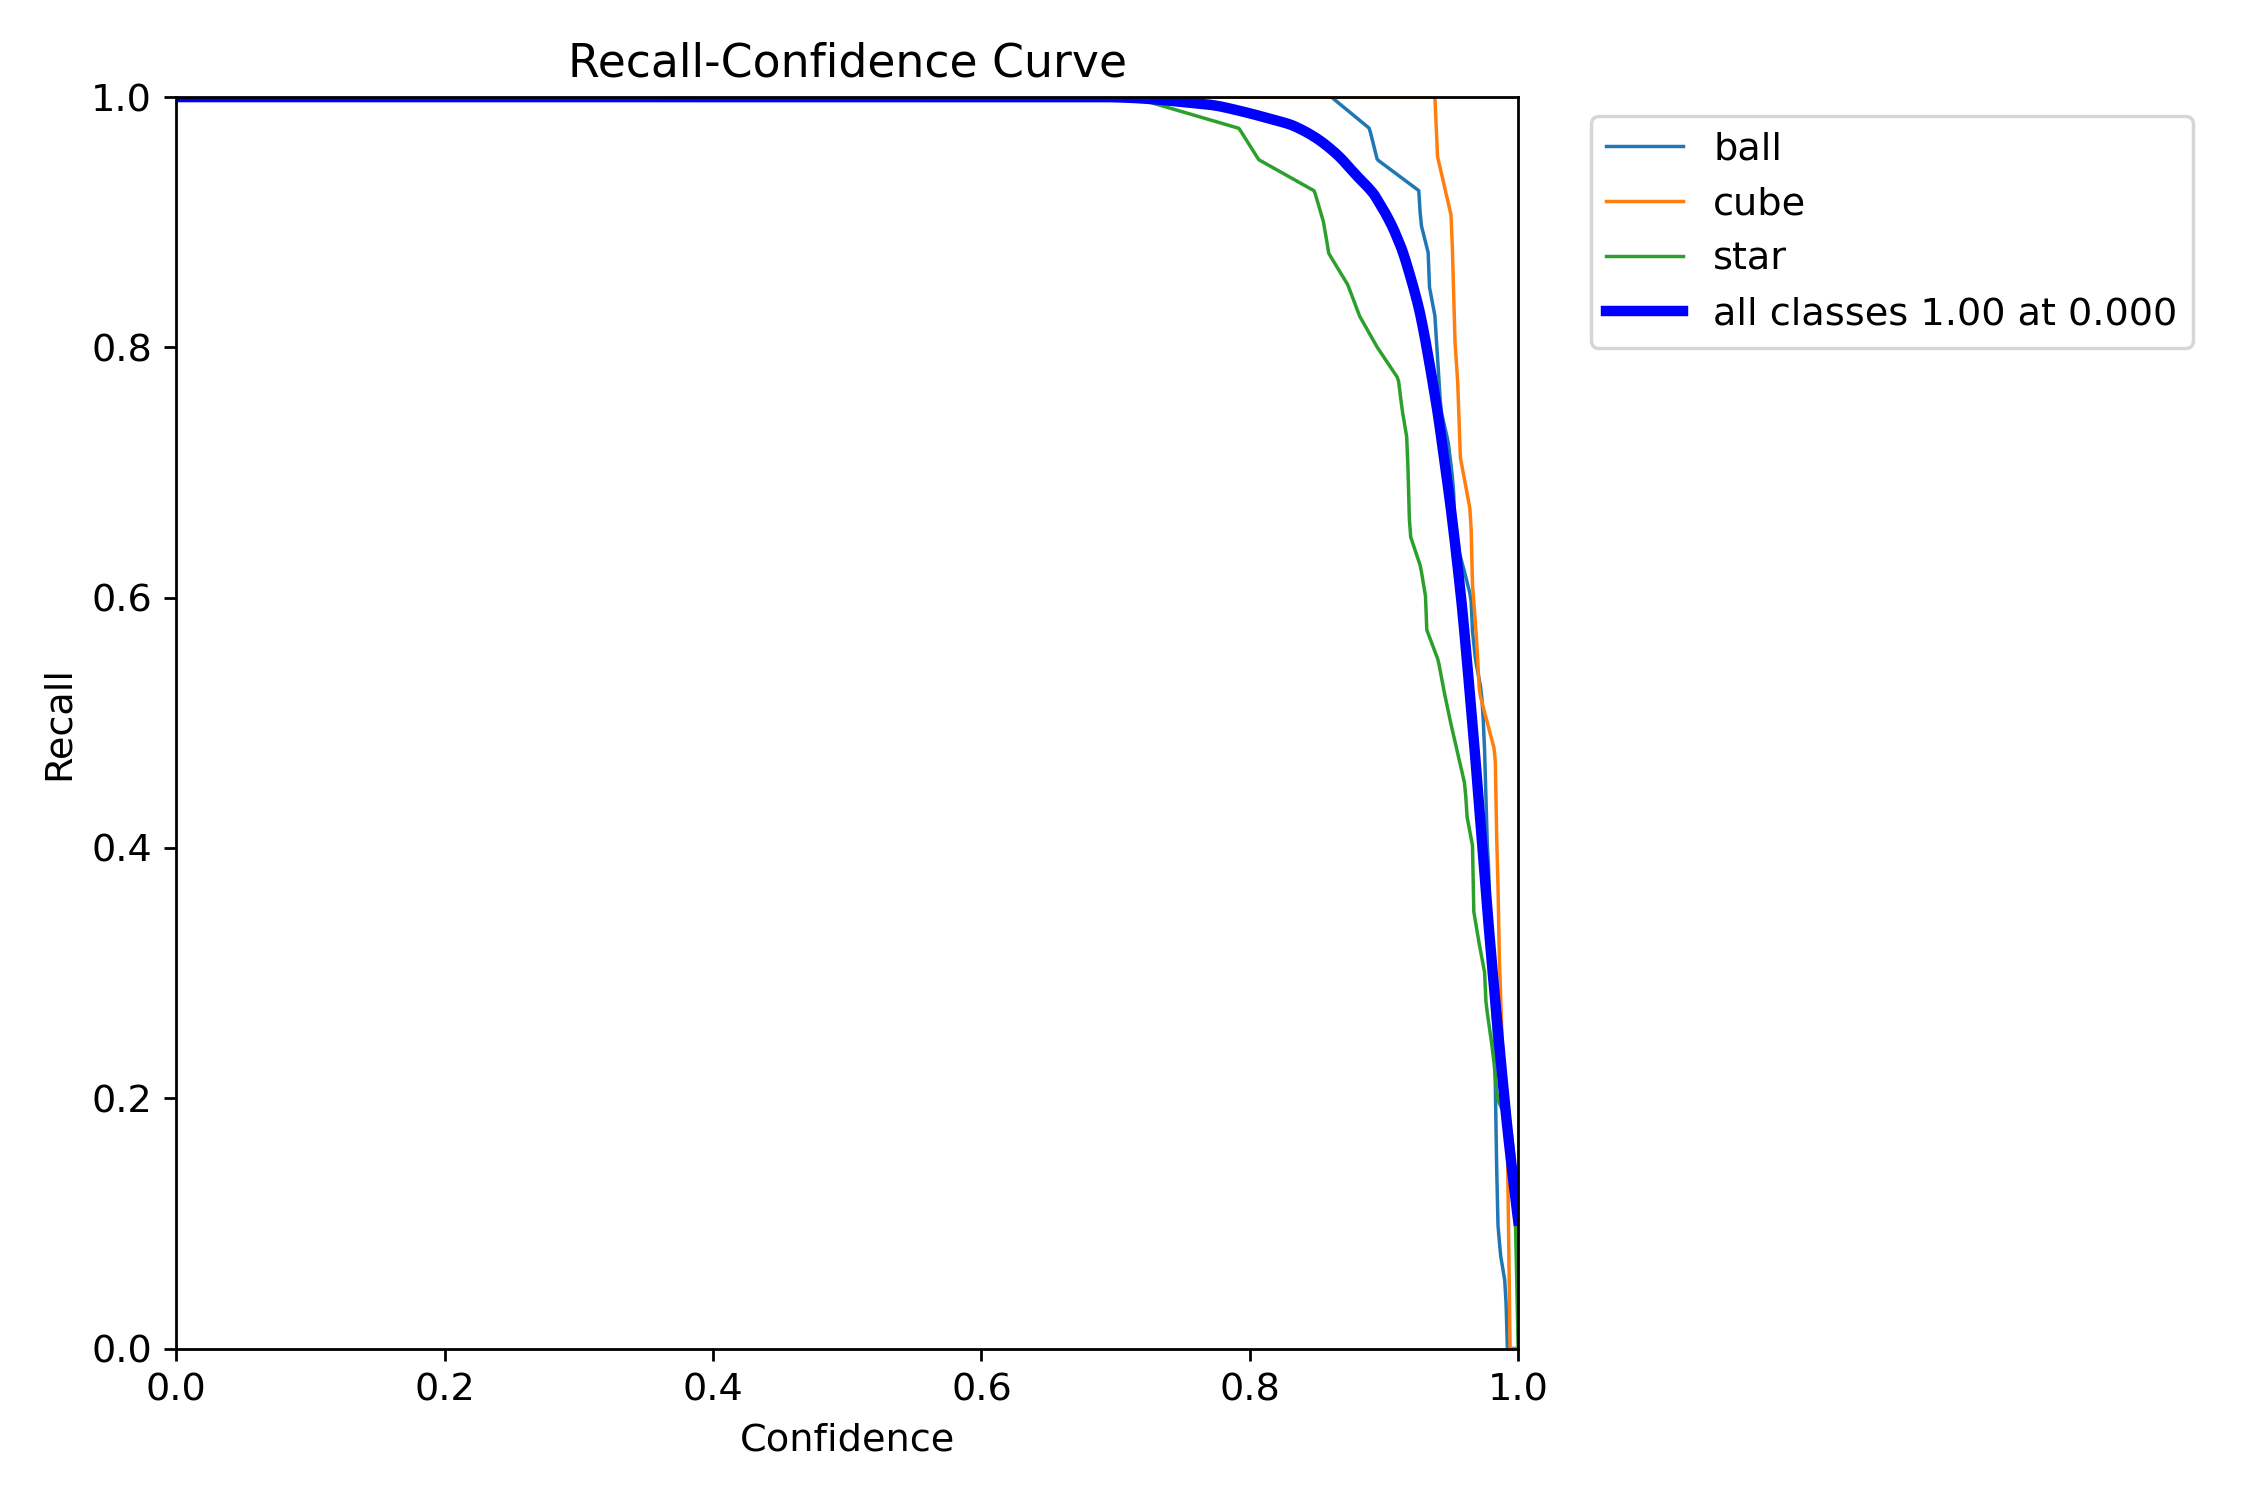 Recall-Confidence Curve
1.0
0.8
0.6
0.4
0.2
0.0
Recall
0.0 0.2 0.4 0.6 0.8 1.0
Confidence
ball
cube
star
all classes 1.00 at 0.000